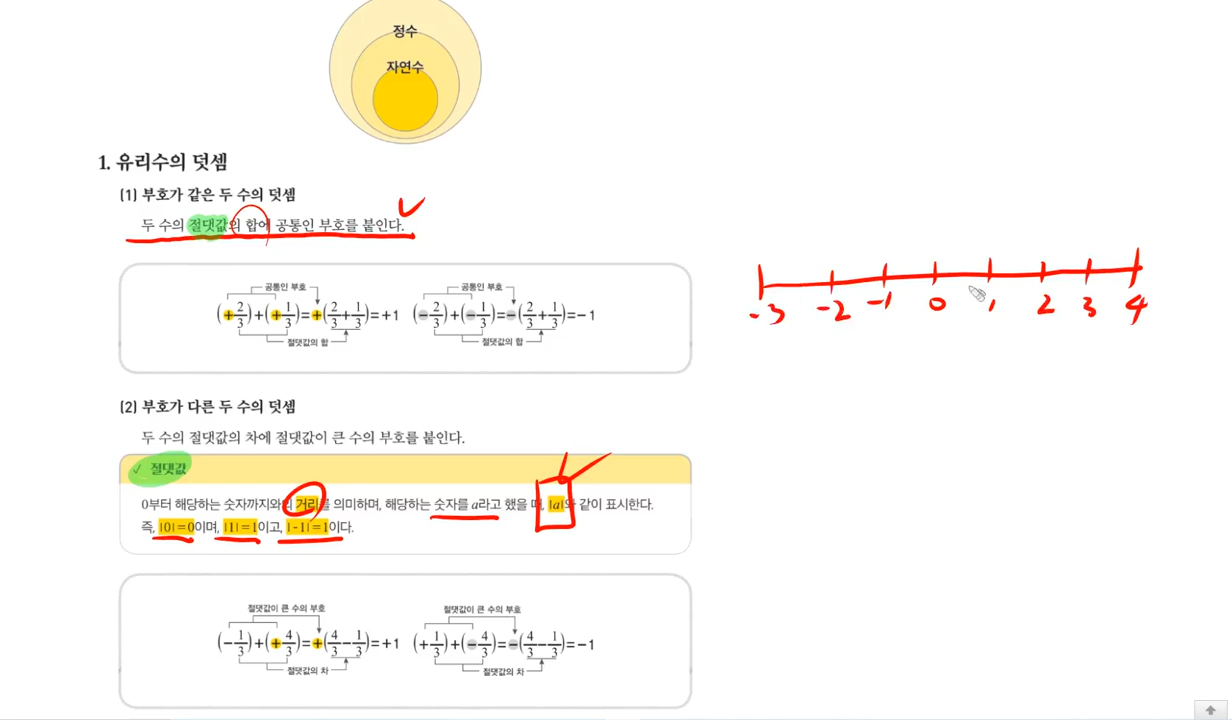 정수
자연수
1. 유리수의 덧셈
(1) 부호가 같은 두 수의 덧셈
두 수의 절댓값의 합에 공통인 부호를 붙인다.
공통인 부호 공통인 부호
(+2/3)+(+1/3)=+(2/3+1/3)=+1 (-2/3)+(-1/3)=-(2/3+1/3)=-1
절댓값의 합 절댓값의 합
-3 -2 -1 0 1 2 3 4
(2) 부호가 다른 두 수의 덧셈
두 수의 절댓값의 차에 절댓값이 큰 수의 부호를 붙인다.
✓ 절댓값
0부터 해당하는 숫자까지와의 거리를 의미하며, 해당하는 숫자를 a라고 했을 때, |a|와 같이 표시한다.
즉, |0|=0이며, |1|=1이고, |-1|=1이다.
절댓값이 큰 수의 부호 절댓값이 큰 수의 부호
(-1/3)+(+4/3)=+(4/3-1/3)=+1 (+1/3)+(-4/3)=-(4/3-1/3)=-1
절댓값의 차 절댓값의 차